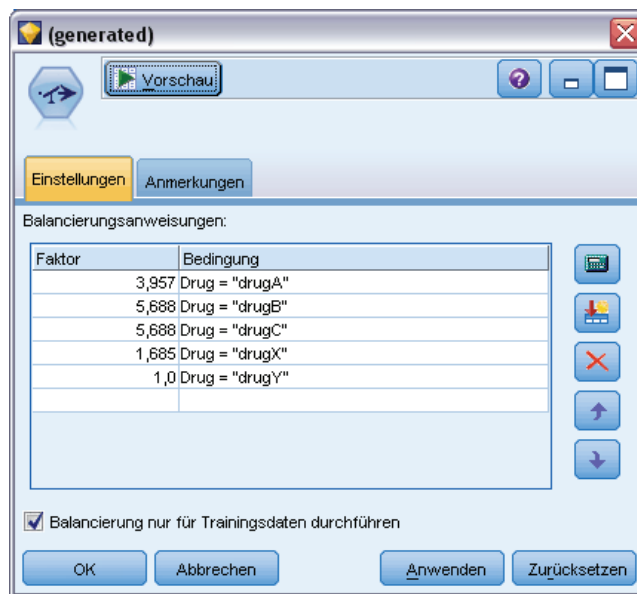 (generated)
Vorschau
Einstellungen Anmerkungen
Balancierungsanweisungen:
Faktor Bedingung
3,957 Drug = "drugA"
5,688 Drug = "drugB"
5,688 Drug = "drugC"
1,685 Drug = "drugX"
1,0 Drug = "drugY"
Balancierung nur für Trainingsdaten durchführen
OK Abbrechen Anwenden Zurücksetzen